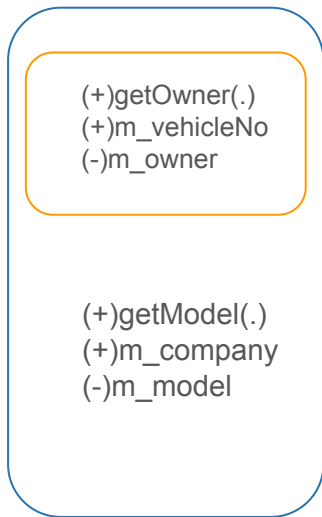 (+)getOwner(.)
(+)m_vehicleNo
(-)m_owner
(+)getModel(.)
(+)m_company
(-)m_model